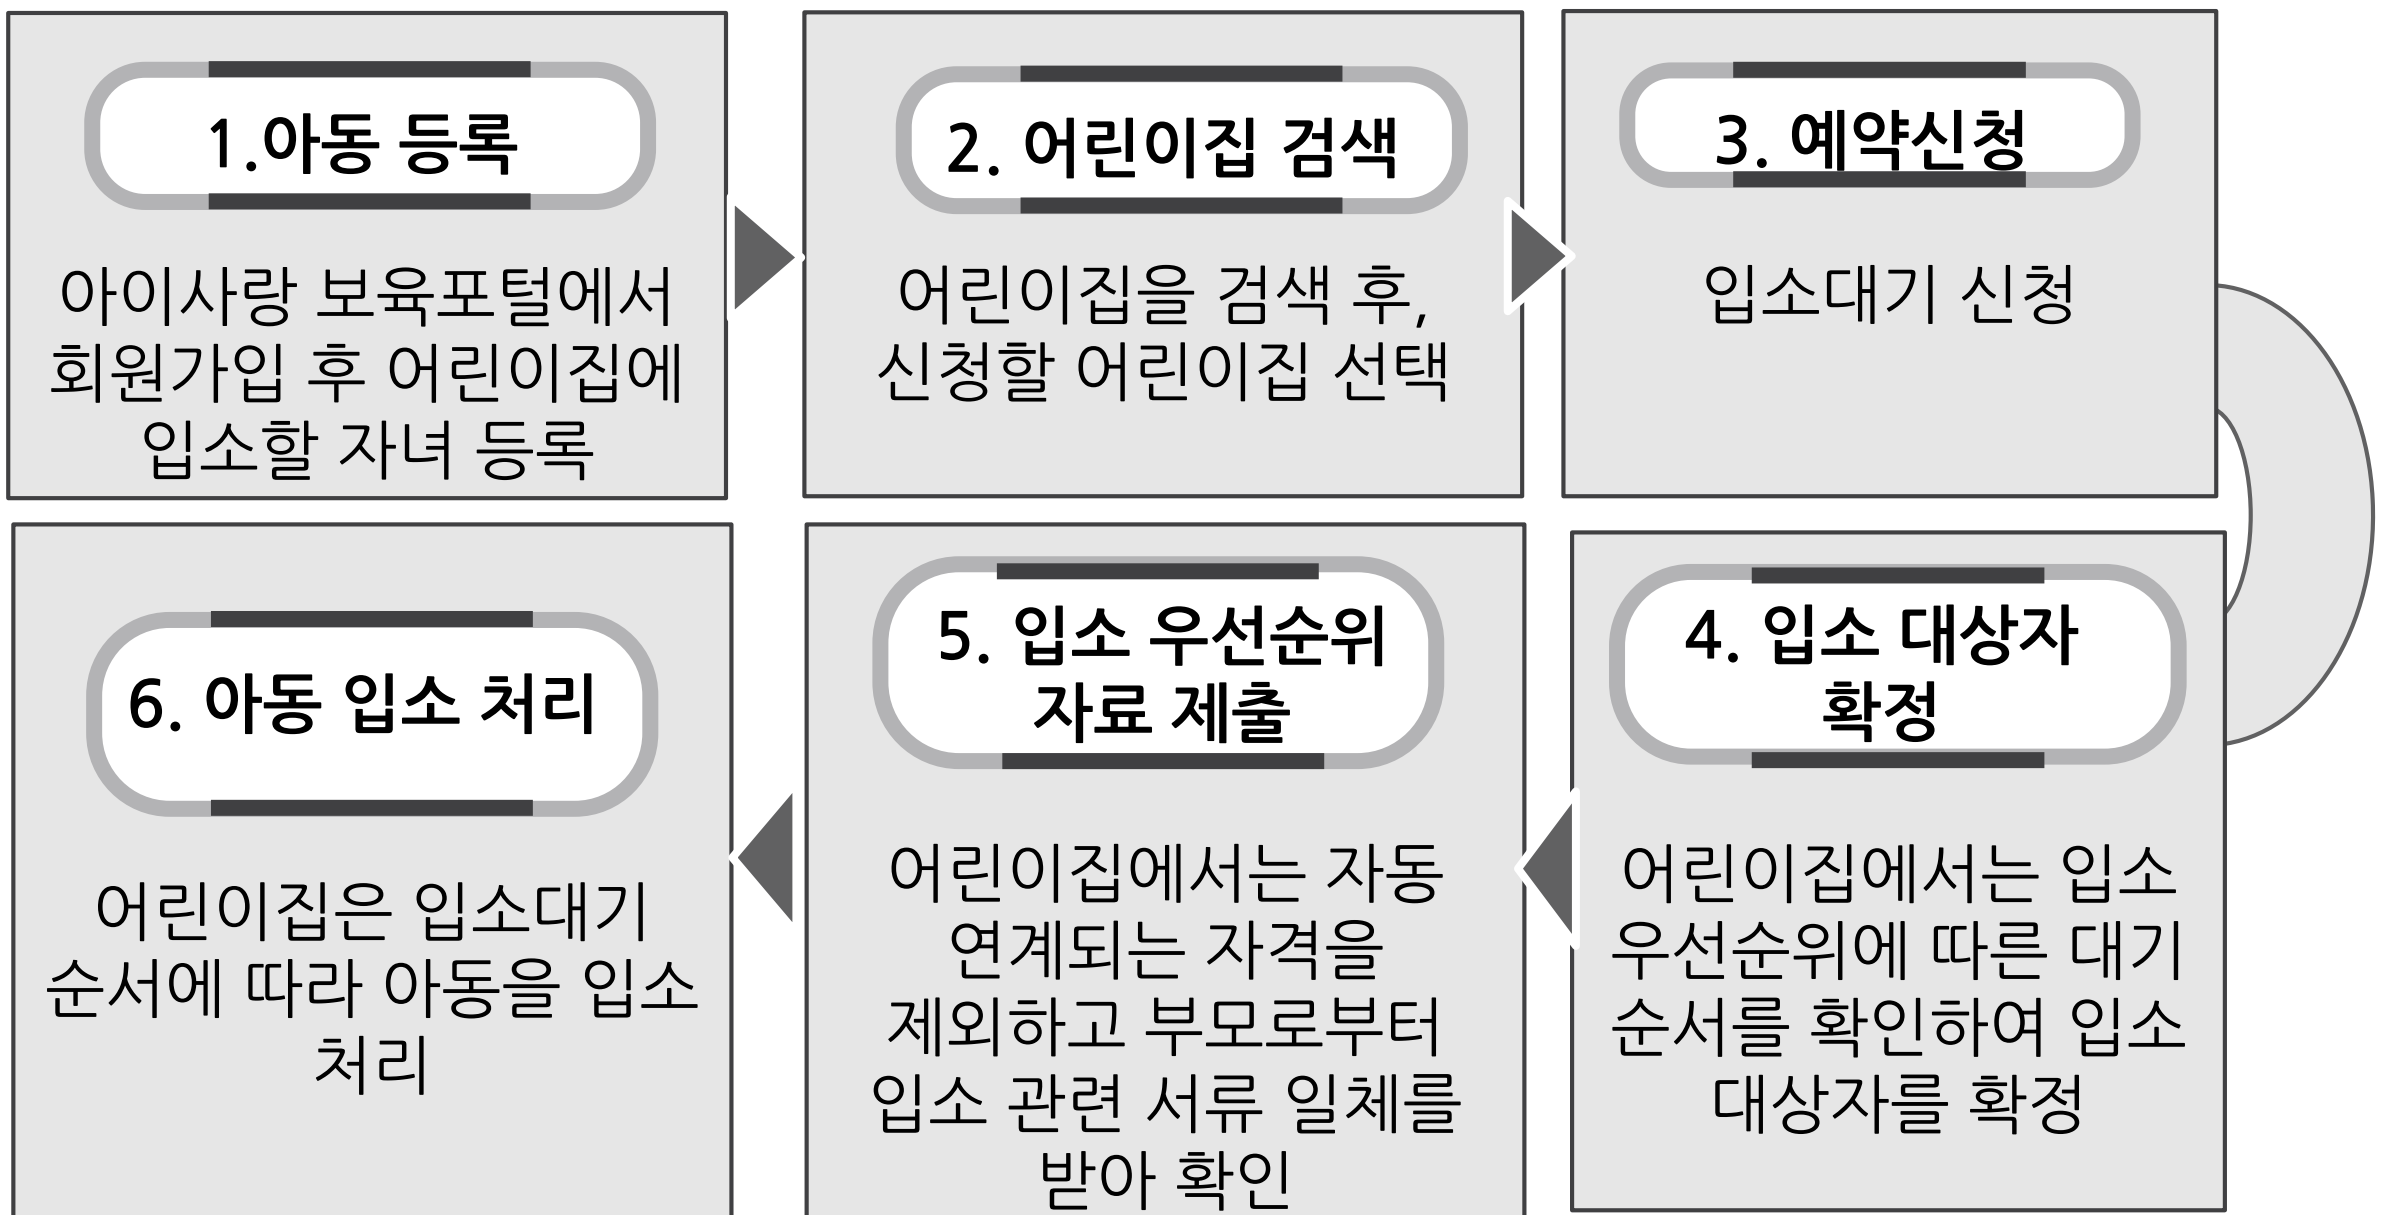 1.아동 등록
아이사랑 보육포털에서
회원가입 후 어린이집에
입소할 자녀 등록
2. 어린이집 검색
어린이집을 검색 후,
신청할 어린이집 선택
3. 예약신청
입소대기 신청
4. 입소 대상자
확정
어린이집에서는 입소
우선순위에 따른 대기
순서를 확인하여 입소
대상자를 확정
5. 입소 우선순위
자료 제출
어린이집에서는 자동
연계되는 자격을
제외하고 부모로부터
입소 관련 서류 일체를
받아 확인
6. 아동 입소 처리
어린이집은 입소대기
순서에 따라 아동을 입소
처리